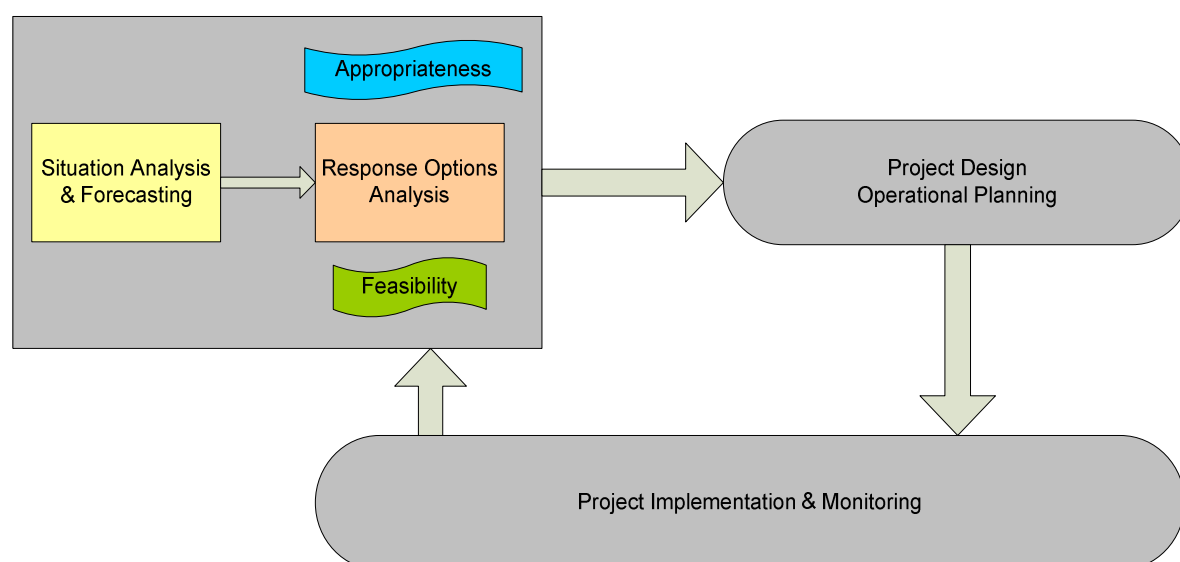 Appropriateness
Situation Analysis
& Forecasting
Response Options
Analysis
Feasibility
Project Design
Operational Planning
Project Implementation & Monitoring